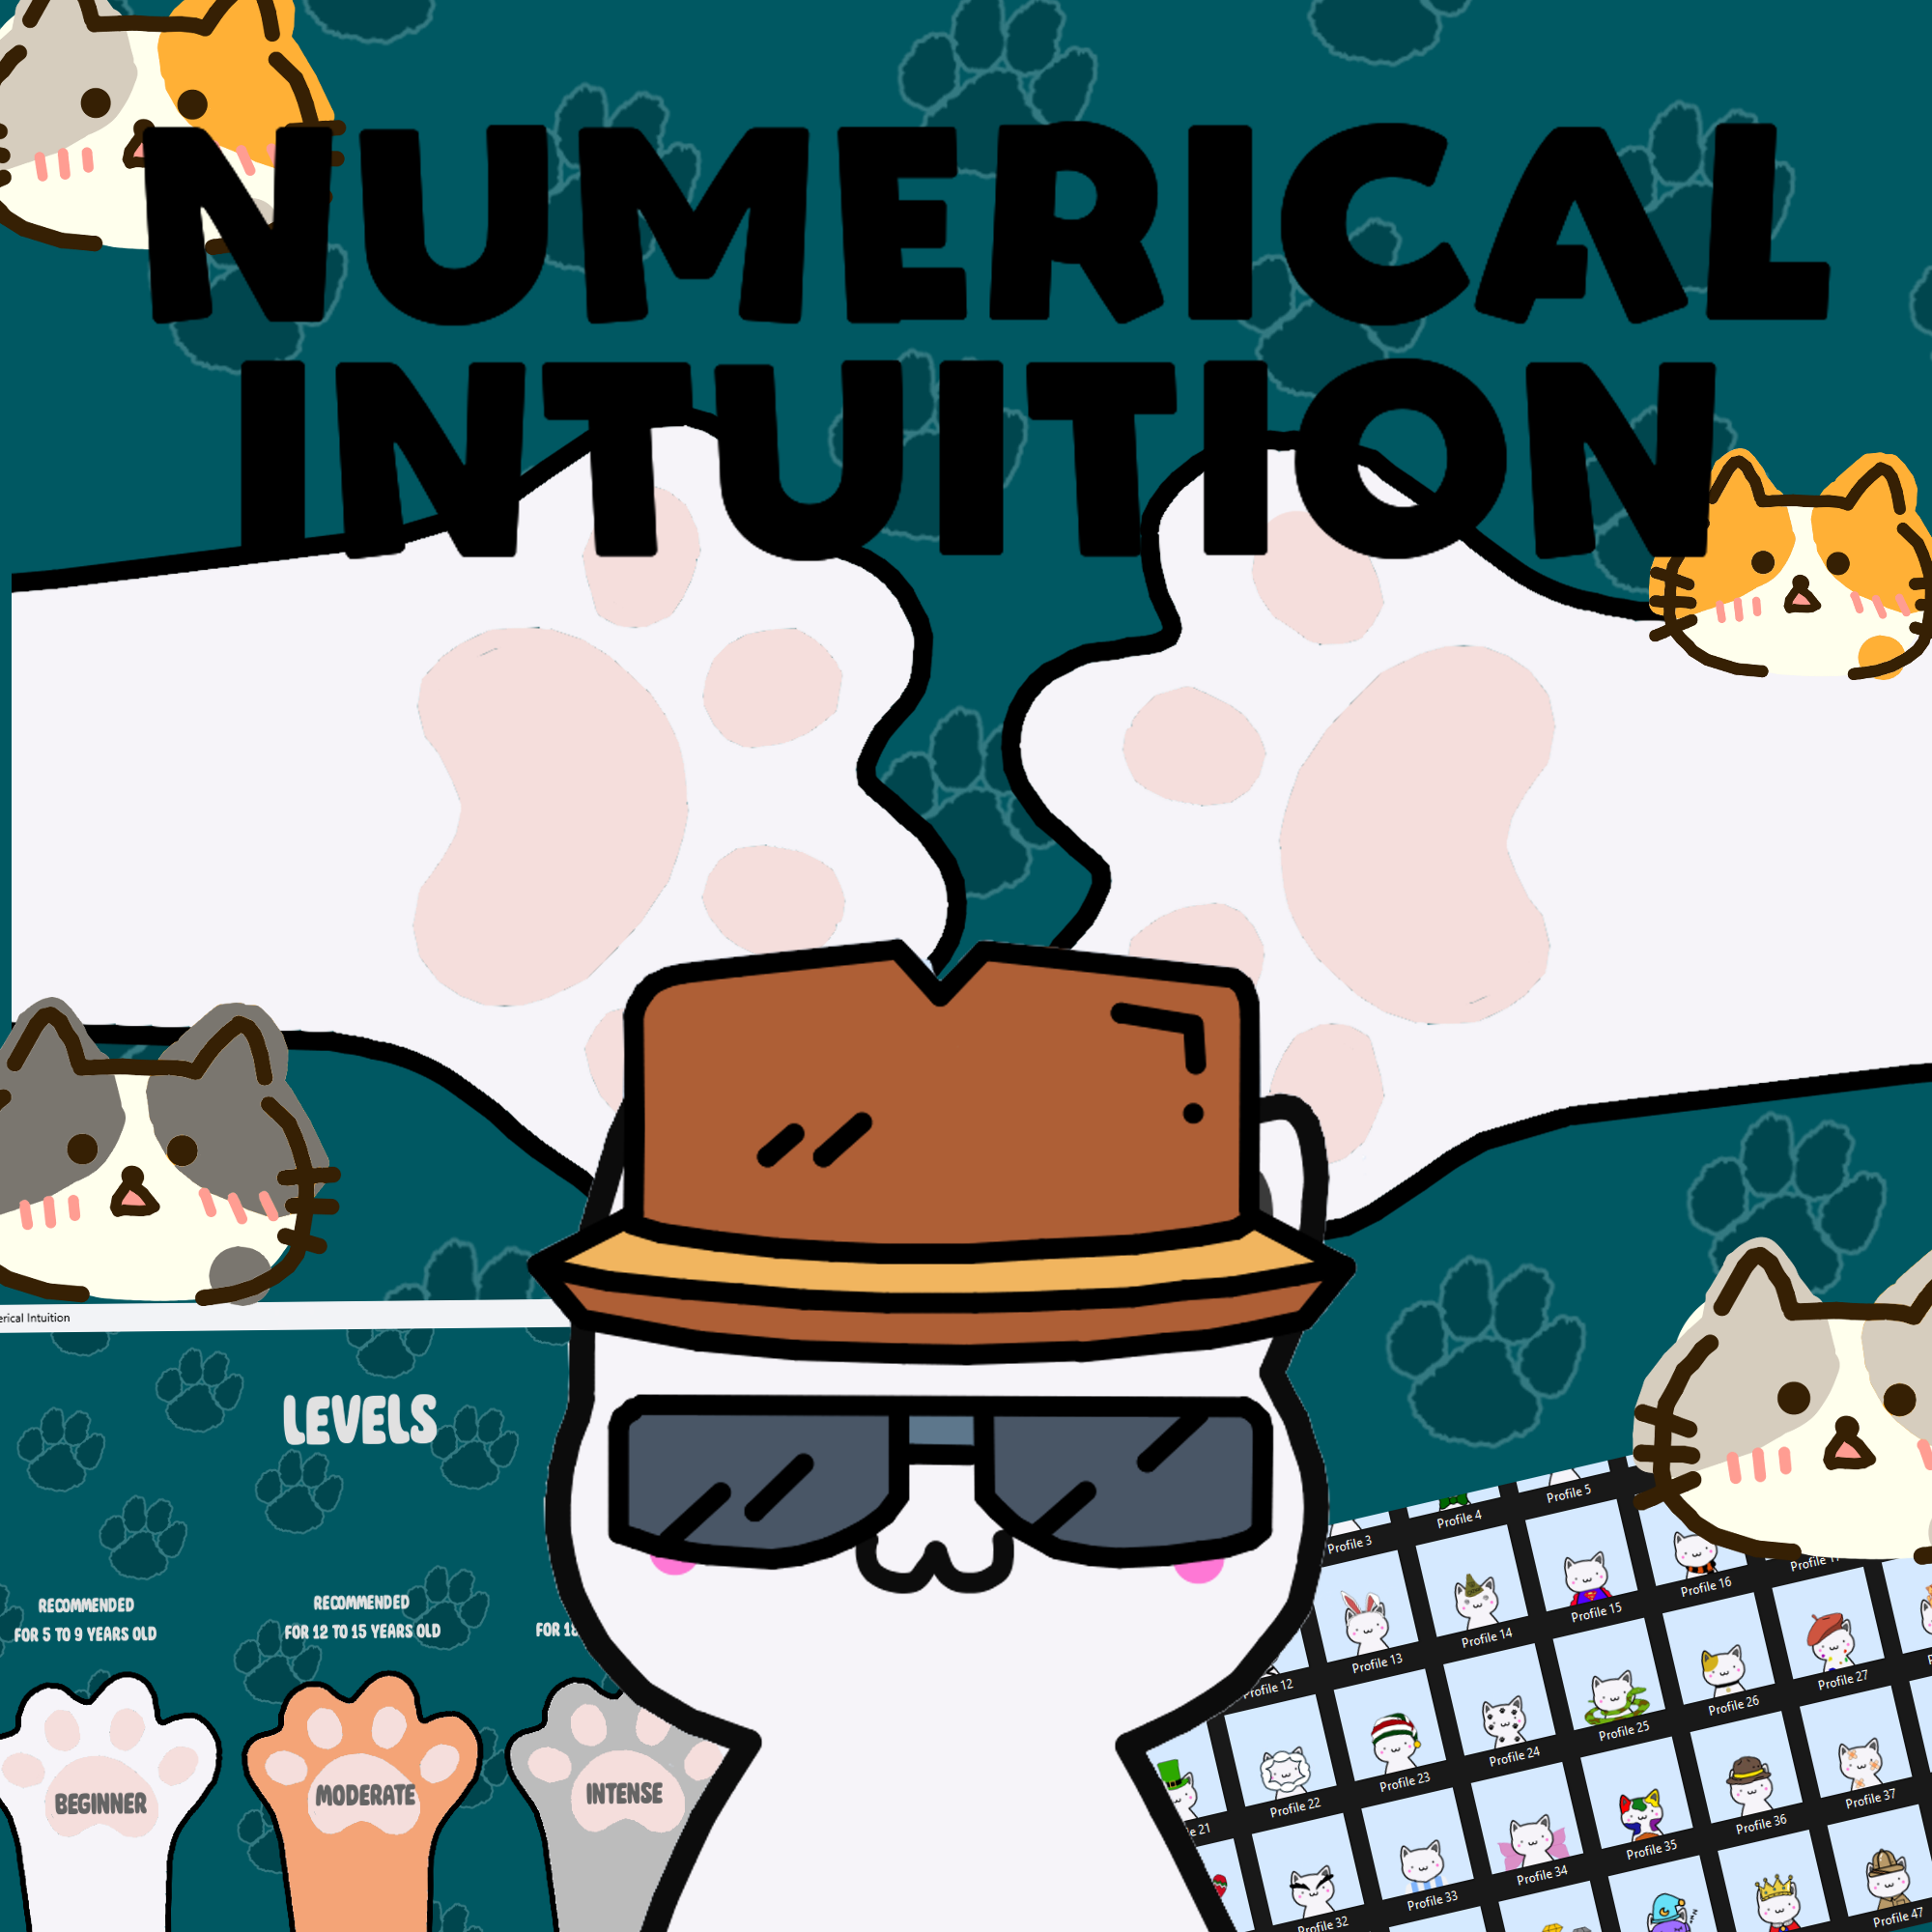 NUMERICAL
INTUITION
erical Intuition
LEVELS
RECOMMENDED
FOR 5 TO 9 YEARS OLD
RECOMMENDED
FOR 12 TO 15 YEARS OLD
FOR 18
BEGINNER
MODERATE
INTENSE
Profile 3
Profile 4
Profile 5
Profile 12
Profile 13
Profile 14
Profile 15
Profile 16
Profile 22
Profile 23
Profile 24
Profile 25
Profile 26
Profile 27
Profile 32
Profile 33
Profile 34
Profile 35
Profile 36
Profile 37
Profile 47